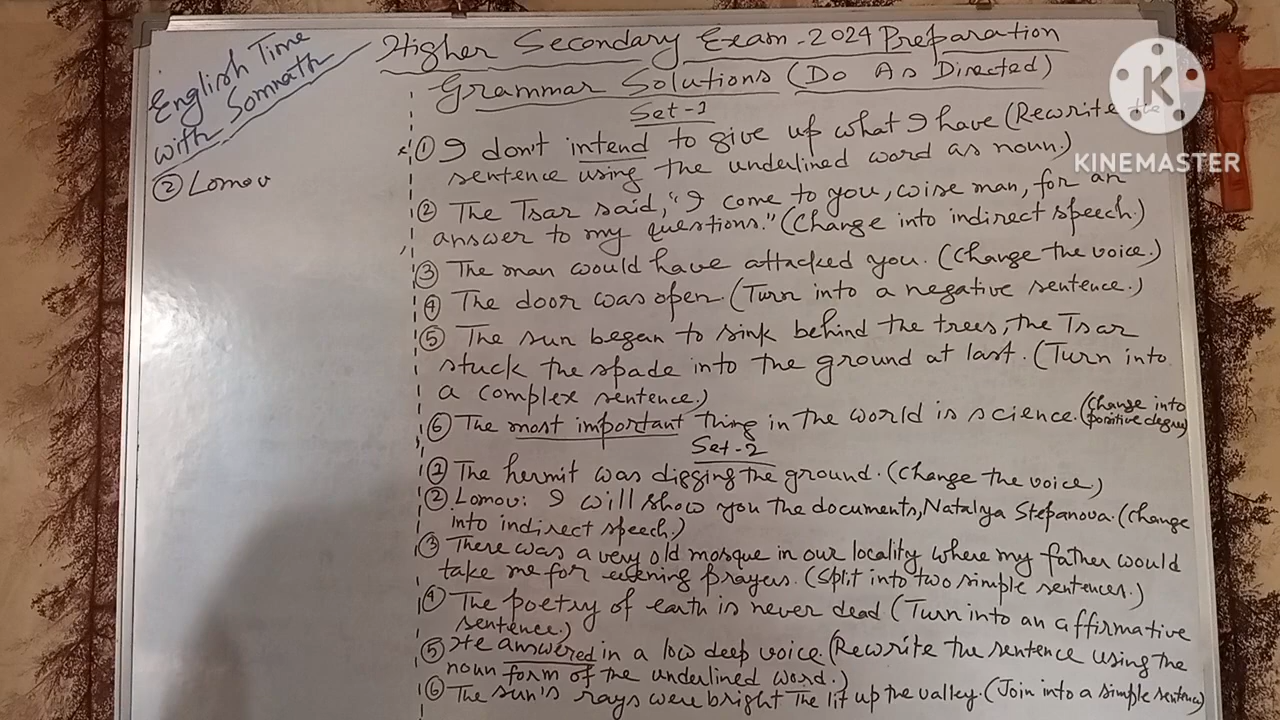 English Time
with Somnath
② Lomov
Higher Secondary Exam-2024 Preparation
Grammar Solutions (Do As Directed)
Set-1
① I don't intend to give up what I have (Rewrite the
sentence using the underlined word as noun.)
② The Tsar said, "I come to you, wise man, for an
answer to my questions." (Change into indirect speech.)
③ The man would have attacked you. (Change the voice.)
④ The door was open. (Turn into a negative sentence.)
⑤ The sun began to sink behind the trees, the Tsar
stuck the spade into the ground at last. (Turn into
a complex sentence.)
⑥ The most important thing in the world is science. (Change into
positive degree)
Set-2
① The hermit was digging the ground. (Change the voice)
② Lomov: I will show you the documents, Natalya Stepanova. (Change
into indirect speech.)
③ There was a very old mosque in our locality where my father would
take me for evening prayers. (Split into two simple sentences.)
④ The poetry of earth is never dead (Turn into an affirmative
sentence.)
⑤ He answered in a low deep voice. (Rewrite the sentence using the
noun form of the underlined word.)
⑥ The sun's rays were bright The lit up the valley. (Join into a simple sentence)
K
KINEMASTER